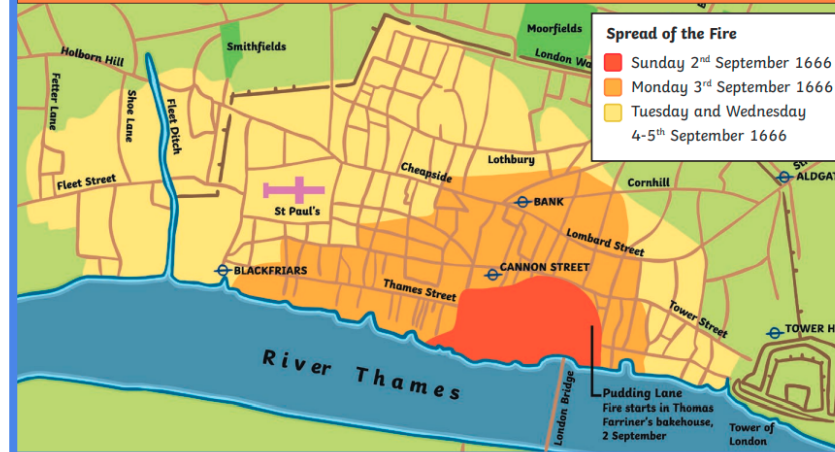 Moorfields
Spread of the Fire
Sunday 2nd September 1666
Monday 3rd September 1666
Tuesday and Wednesday
4-5th September 1666
Smithfields
London Wa
Holborn Hill
Fetter Lane
Shoe Lane
Fleet Ditch
Fleet Street
St Paul's
Cheapside
Lothbury
Cornhill
St
ALDGAT
BANK
Lombard Street
BLACKFRIARS
CANNON STREET
Thames Street
Tower Street
TOWER H
River Thames
London Bridge
Pudding Lane
Fire starts in Thomas
Farriner's bakehouse,
2 September
Tower of
London